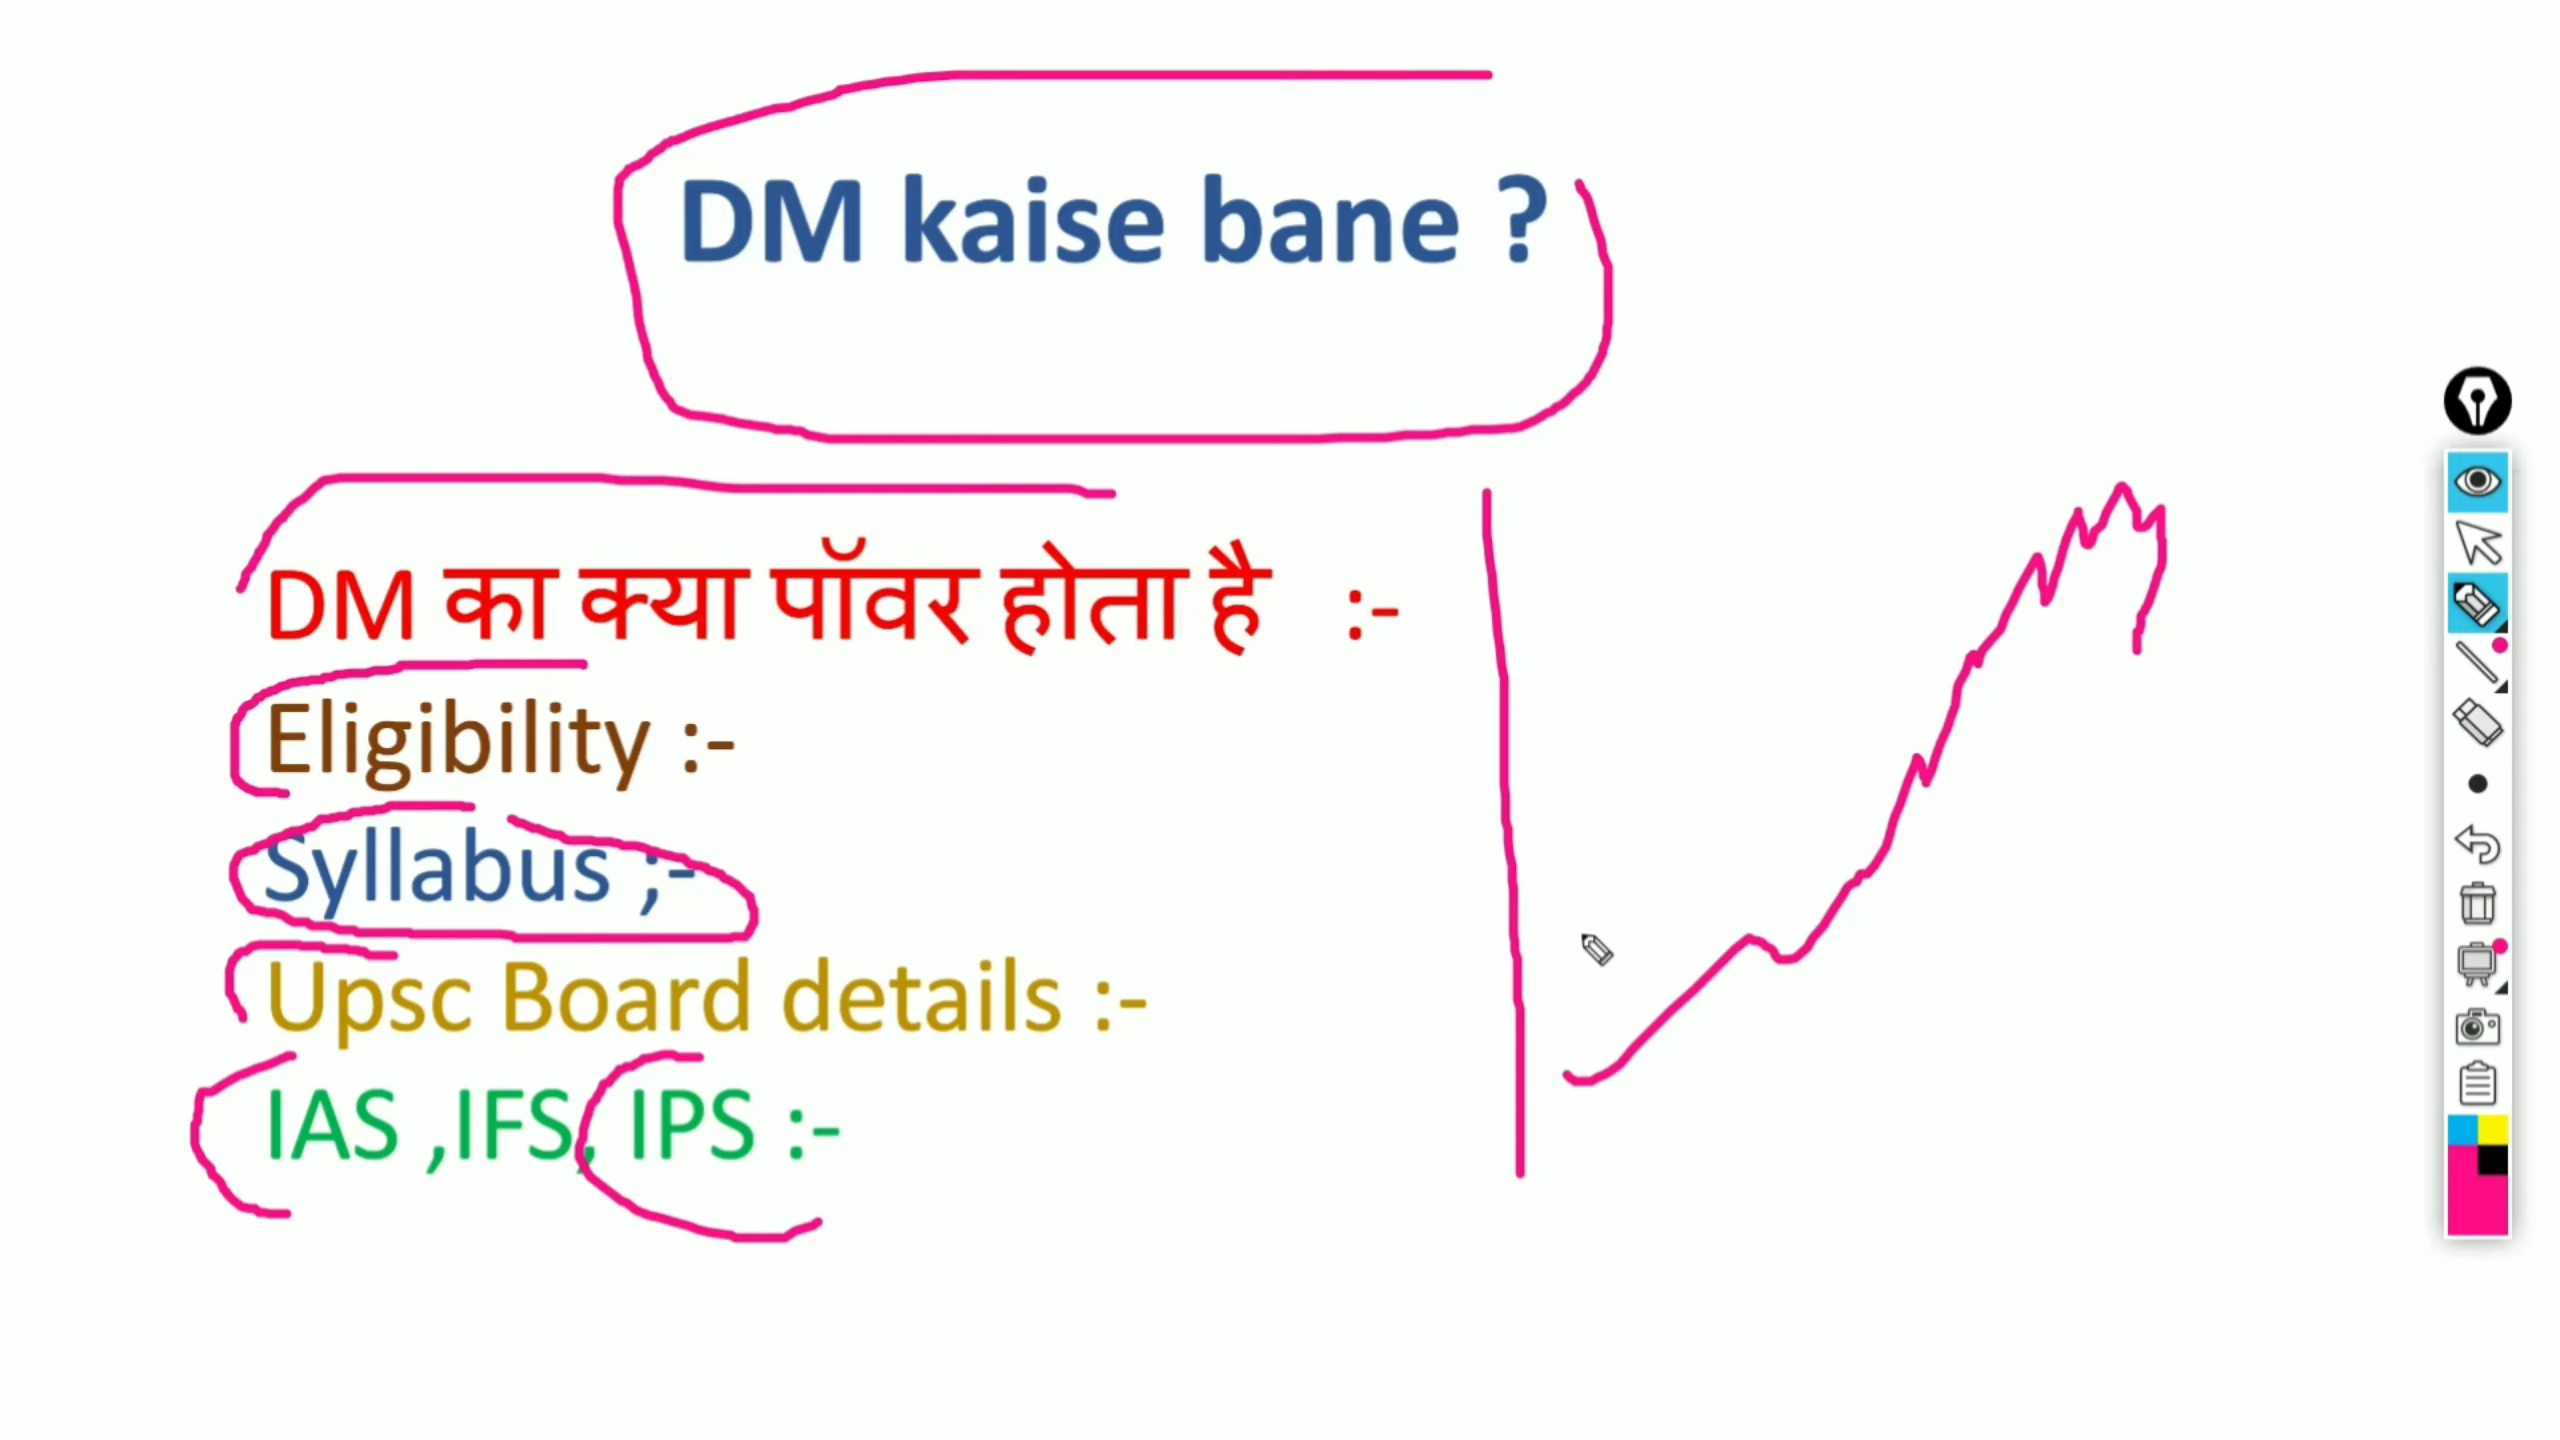 DM kaise bane ?
DM का क्या पॉवर होता है :-
Eligibility :-
Syllabus ;-
Upsc Board details :-
IAS ,IFS, IPS :-